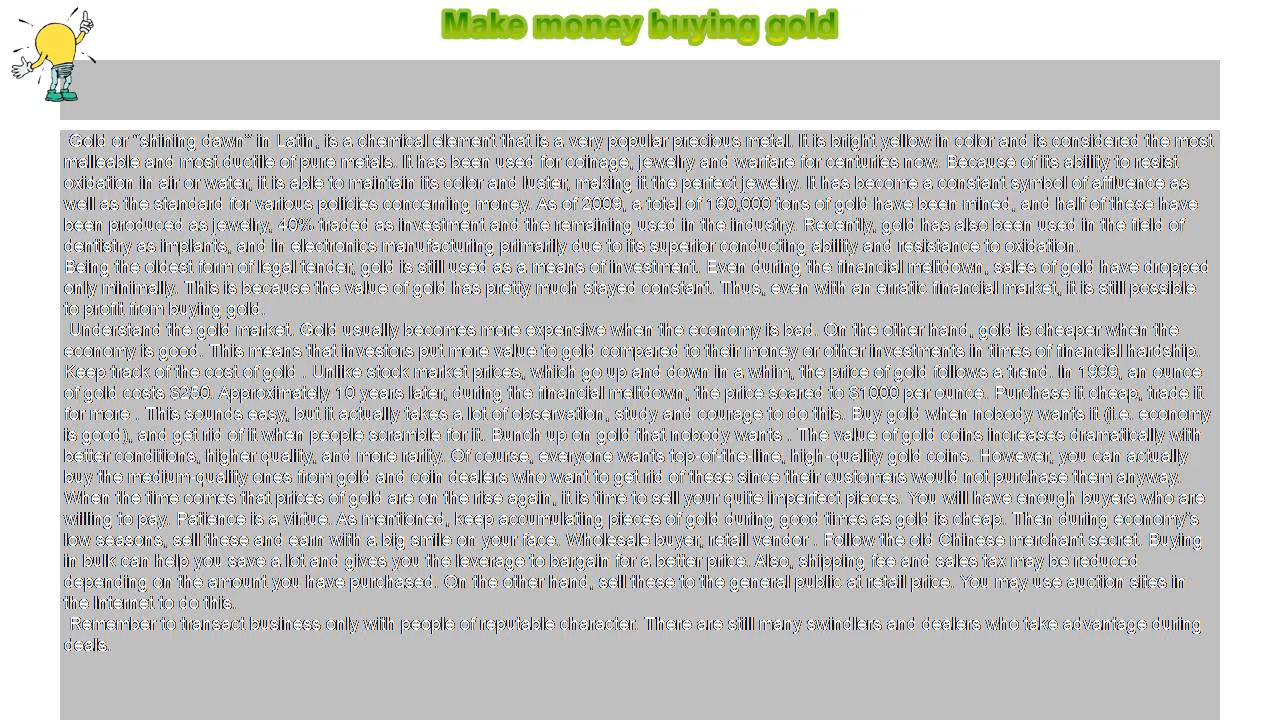 Make money buying gold
Gold or "shining dawn" in Latin, is a chemical element that is a very popular precious metal. It is bright yellow in color and is considered the most
malleable and most ductile of pure metals. It has been used for coinage, jewelry and warfare for centuries now. Because of its ability to resist
oxidation in air or water, it is able to maintain its color and luster, making it the perfect jewelry. It has become a constant symbol of affluence as
well as the standard for various policies concerning money. As of 2009, a total of 160,000 tons of gold have been mined, and half of these have
been produced as jewelry, 40% traded as investment and the remaining used in the industry. Recently, gold has also been used in the field of
dentistry as implants, and in electronics manufacturing primarily due to its superior conducting ability and resistance to oxidation.
Being the oldest form of legal tender, gold is still used as a means of investment. Even during the financial meltdown, sales of gold have dropped
only minimally. This is because the value of gold has pretty much stayed constant. Thus, even with an erratic financial market, it is still possible
to profit from buying gold.
Understand the gold market. Gold usually becomes more expensive when the economy is bad. On the other hand, gold is cheaper when the
economy is good. This means that investors put more value to gold compared to their money or other investments in times of financial hardship.
Keep track of the cost of gold . Unlike stock market prices, which go up and down in a whim, the price of gold follows a trend. In 1999, an ounce
of gold costs $250. Approximately 10 years later, during the financial meltdown, the price soared to $1000 per ounce. Purchase it cheap, trade it
for more . This sounds easy, but it actually takes a lot of observation, study and courage to do this. Buy gold when nobody wants it (i.e. economy
is good), and get rid of it when people scramble for it. Bunch up on gold that nobody wants . The value of gold coins increases dramatically with
better conditions, higher quality, and more rarity. Of course, everyone wants top-of-the-line, high-quality gold coins. However, you can actually
buy the medium-quality ones from gold and coin dealers who want to get rid of these since their customers would not purchase them anyway.
When the time comes that prices of gold are on the rise again, it is time to sell your quite imperfect pieces. You will have enough buyers who are
willing to pay. Patience is a virtue. As mentioned, keep accumulating pieces of gold during good times as gold is cheap. Then during economy's
low seasons, sell these and earn with a big smile on your face. Wholesale buyer, retail vendor . Follow the old Chinese merchant secret. Buying
in bulk can help you save a lot and gives you the leverage to bargain for a better price. Also, shipping fee and sales tax may be reduced
depending on the amount you have purchased. On the other hand, sell these to the general public at retail price. You may use auction sites in
the Internet to do this.
Remember to transact business only with people of reputable character. There are still many swindlers and dealers who take advantage during
deals.